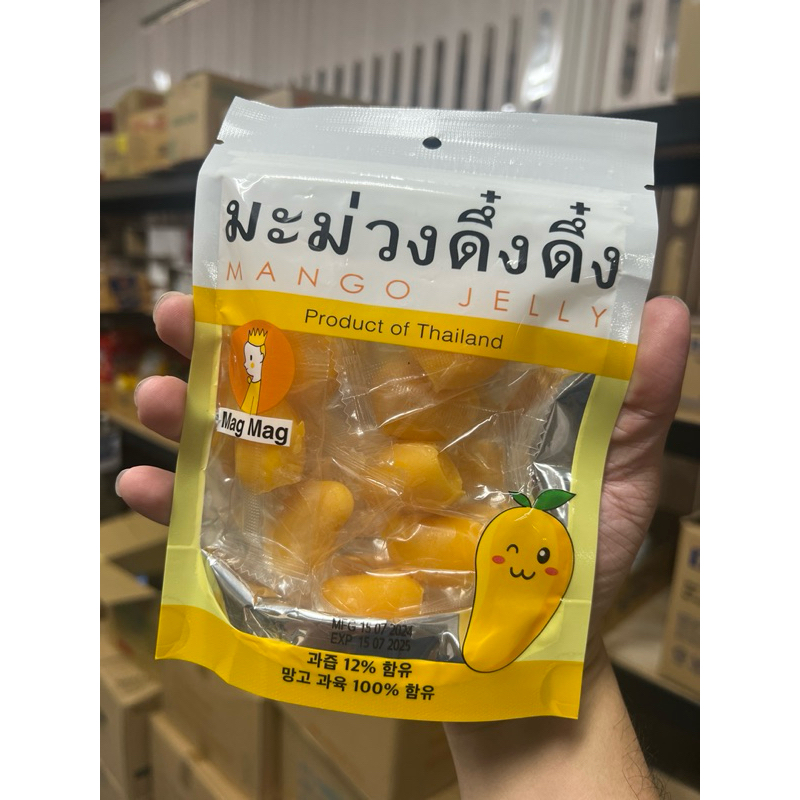 มะม่วงดึ๋งดึ๋ง
MANGO JELLY
Product of Thailand
Mag Mag
MFG 15 07 2024
EXP 15 07 2025
과즙 12% 함유
망고 과육 100% 함유